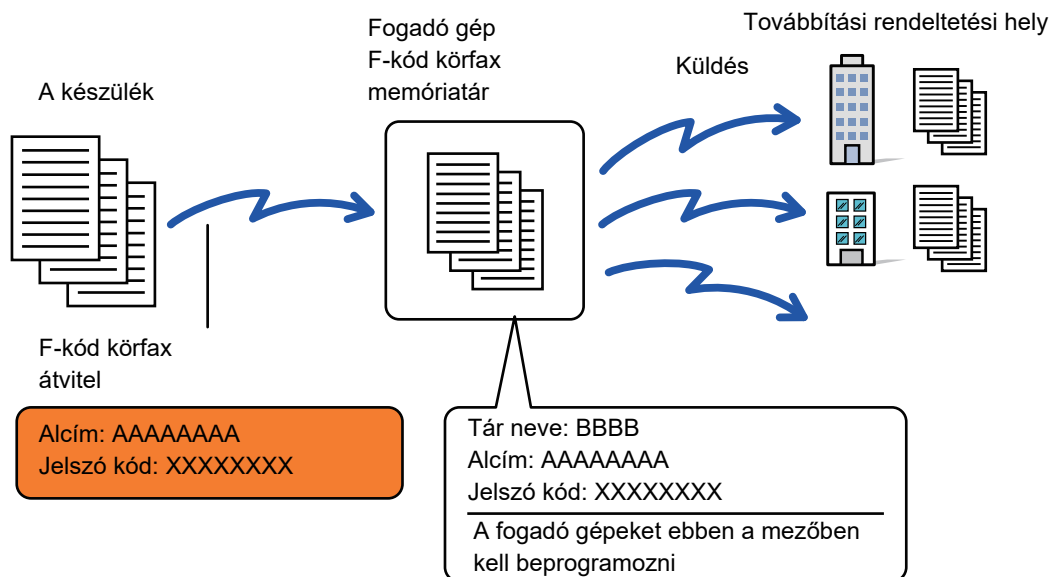 A készülék
Fogadó gép
F-kód körfax
memóriatár
Küldés
Továbbítási rendeltetési hely
F-kód körfax
átvitel
Alcím: AAAAAAAA
Jelszó kód: XXXXXXXX
Tár neve: BBBB
Alcím: AAAAAAAA
Jelszó kód: XXXXXXXX
A fogadó gépeket ebben a mezőben
kell beprogramozni